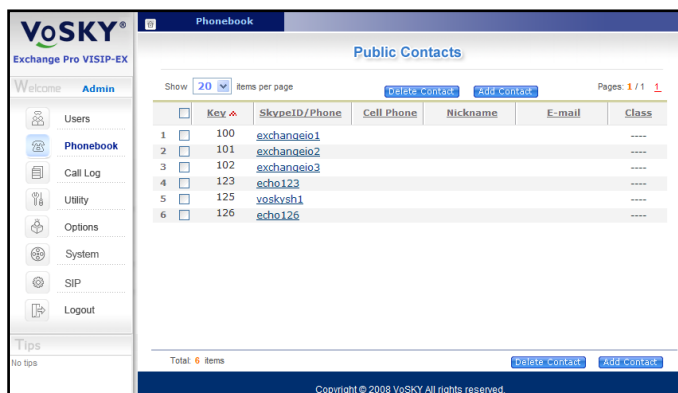 VoSKY®
Exchange Pro VISIP-EX
Welcome Admin
Users
Phonebook
Call Log
Utility
Options
System
SIP
Logout
Tips
No tips
Phonebook
Public Contacts
Show 20 items per page Delete Contact Add Contact Pages: 1 / 1 1
Key SkypeID/Phone Cell Phone Nickname E-mail Class
1 100 exchangeio1 ----
2 101 exchangeio2 ----
3 102 exchangeio3 ----
4 123 echo123 ----
5 125 voskysh1 ----
6 126 echo126 ----
Total: 6 items Delete Contact Add Contact
Copyright © 2008 VoSKY All rights reserved.